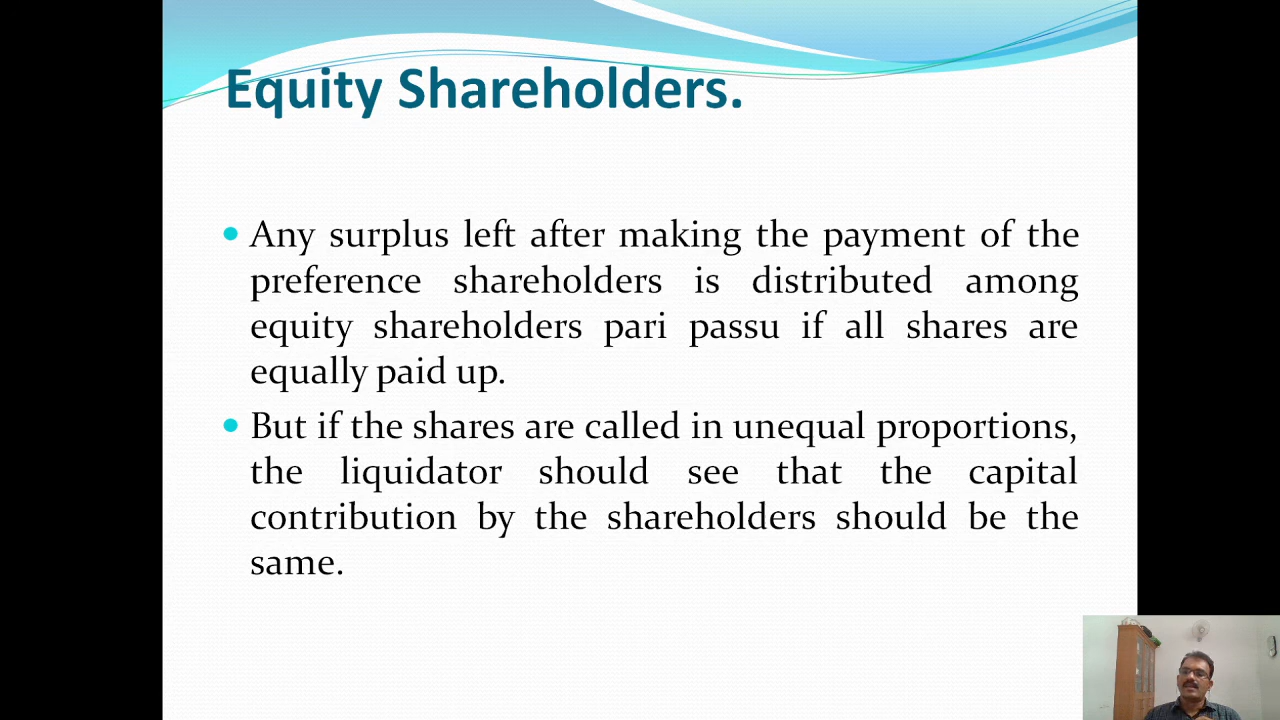 Equity Shareholders.
• Any surplus left after making the payment of the
preference shareholders is distributed among
equity shareholders pari passu if all shares are
equally paid up.
• But if the shares are called in unequal proportions,
the liquidator should see that the capital
contribution by the shareholders should be the
same.